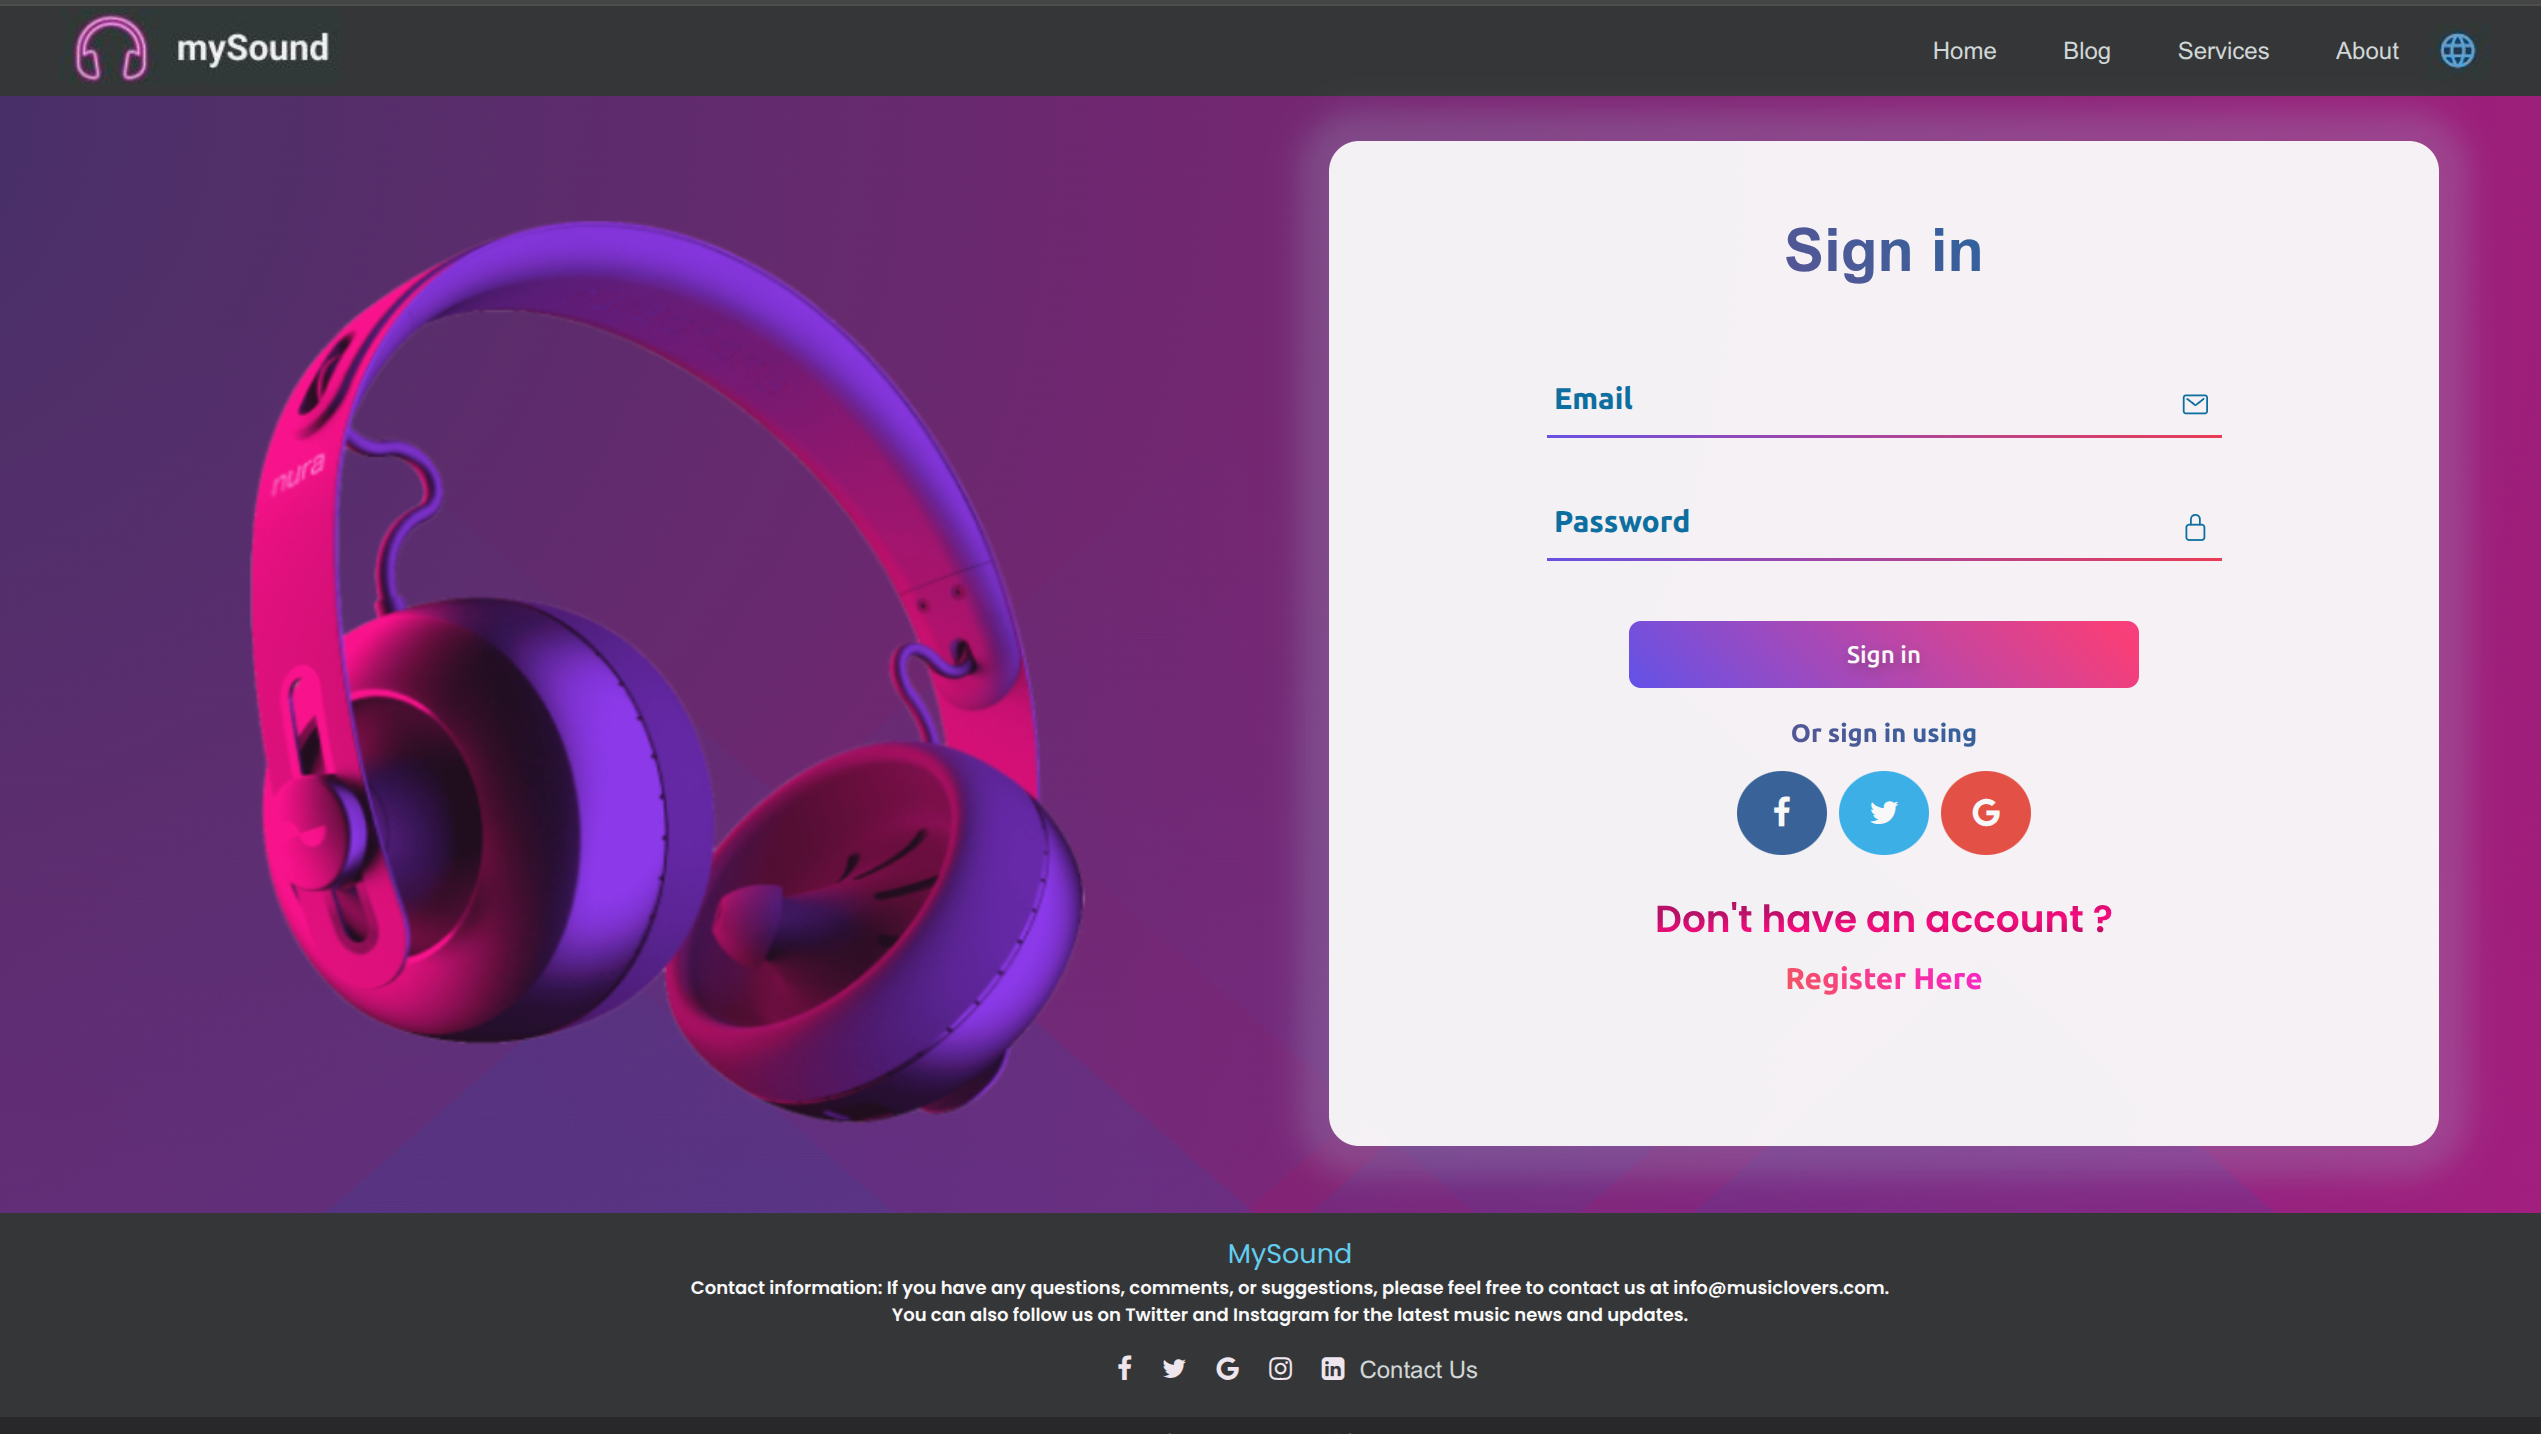 mySound
Home
Blog
Services
About
nura
Sign in
Email
Password
Sign in
Or sign in using
Don't have an account ?
Register Here
MySound
Contact information: If you have any questions, comments, or suggestions, please feel free to contact us at info@musiclovers.com.
You can also follow us on Twitter and Instagram for the latest music news and updates.
Contact Us